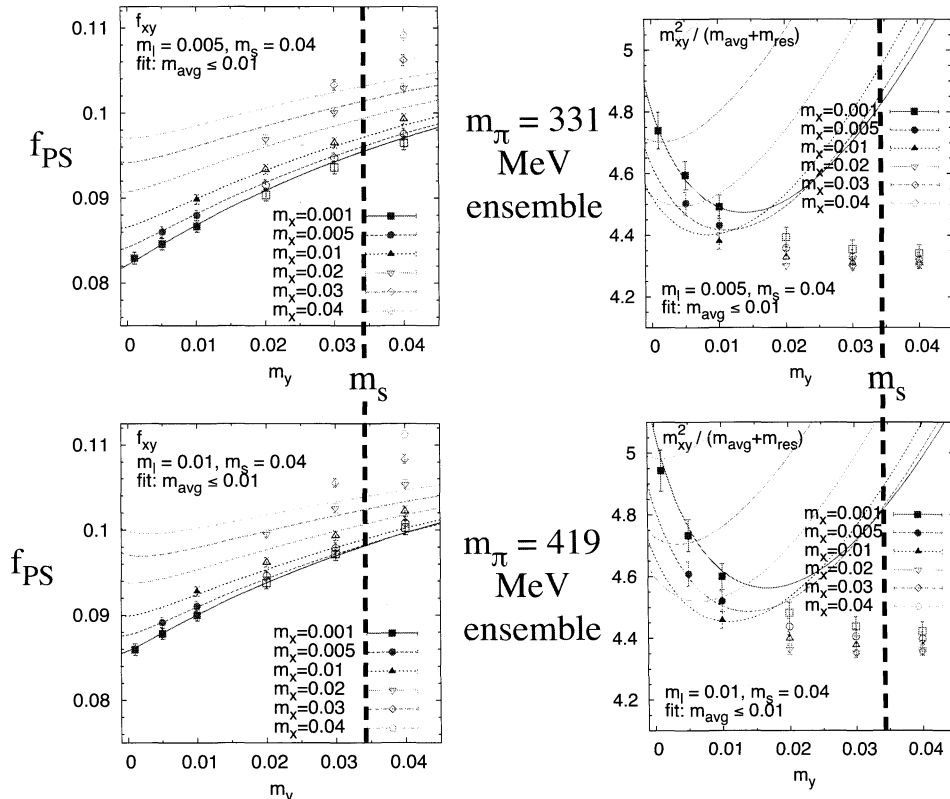 0.11
0.1
0.09
0.08
f_PS
f_xy
m_l = 0.005, m_s = 0.04
fit: m_avg ≤ 0.01
m_x=0.001
m_x=0.005
m_x=0.01
m_x=0.02
m_x=0.03
m_x=0.04
0 0.01 0.02 0.03 0.04
m_y
m_s
m_π = 331
MeV
ensemble
5
4.8
4.6
4.4
4.2
m²_xy / (m_avg+m_res)
m_x=0.001
m_x=0.005
m_x=0.01
m_x=0.02
m_x=0.03
m_x=0.04
m_l = 0.005, m_s = 0.04
fit: m_avg ≤ 0.01
0 0.01 0.02 0.03 0.04
m_y
m_s
0.11
0.1
0.09
0.08
f_PS
f_xy
m_l = 0.01, m_s = 0.04
fit: m_avg ≤ 0.01
m_x=0.001
m_x=0.005
m_x=0.01
m_x=0.02
m_x=0.03
m_x=0.04
0 0.01 0.02 0.03 0.04
m_y
m_π = 419
MeV
ensemble
5
4.8
4.6
4.4
4.2
m²_xy / (m_avg+m_res)
m_x=0.001
m_x=0.005
m_x=0.01
m_x=0.02
m_x=0.03
m_x=0.04
m_l = 0.01, m_s = 0.04
fit: m_avg ≤ 0.01
0 0.01 0.02 0.03 0.04
m_y